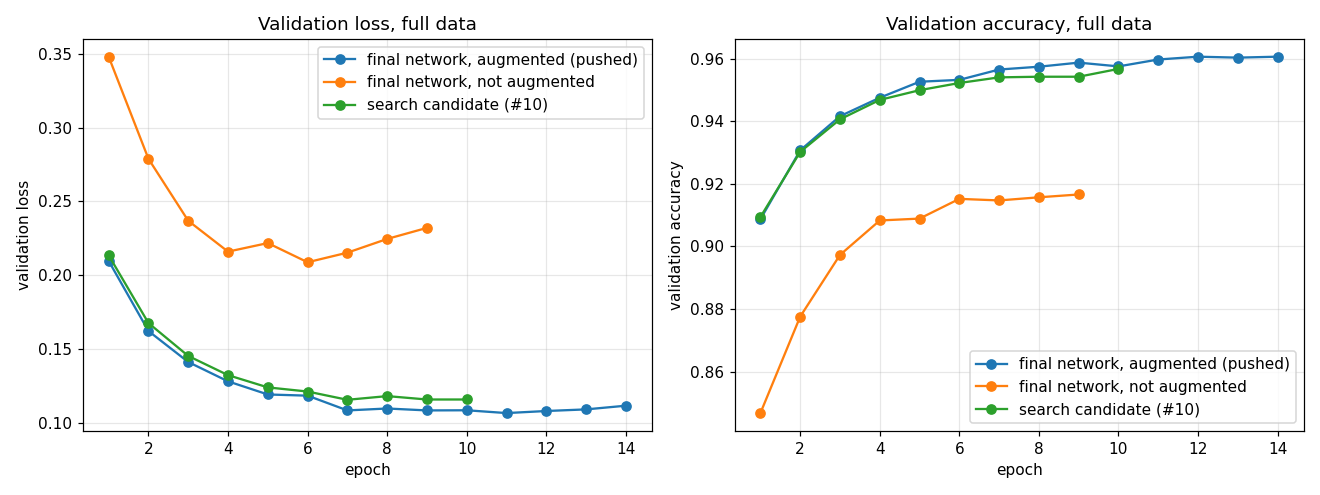 Validation loss, full data
0.35
0.30
0.25
0.20
0.15
0.10
validation loss
2 4 6 8 10 12 14
epoch
final network, augmented (pushed)
final network, not augmented
search candidate (#10)
Validation accuracy, full data
0.96
0.94
0.92
0.90
0.88
0.86
validation accuracy
2 4 6 8 10 12 14
epoch
final network, augmented (pushed)
final network, not augmented
search candidate (#10)